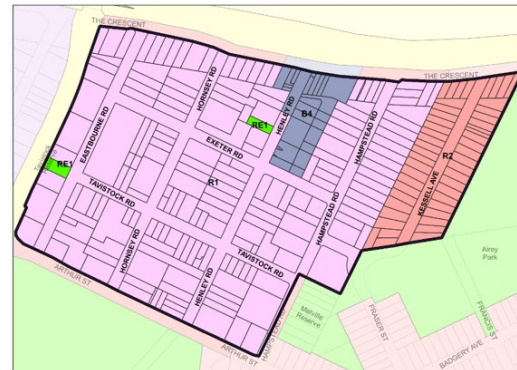 THE CRESCENT
THE CRESCENT
HORNSEY RD
HENLEY RD
B4
EASTBOURNE RD
RE1
HAMPSTEAD RD
R2
EXETER RD
RE1
R1
KESSELL AVE
TAVISTOCK RD
HAMPSTEAD RD
HORNSEY RD
TAVISTOCK RD
HENLEY RD
Airey
Park
ARTHUR ST
Melville
Reserve
FRASER ST
FRANCIS ST
HAMPSTEAD RD
ARTHUR ST
BADGERY AVE